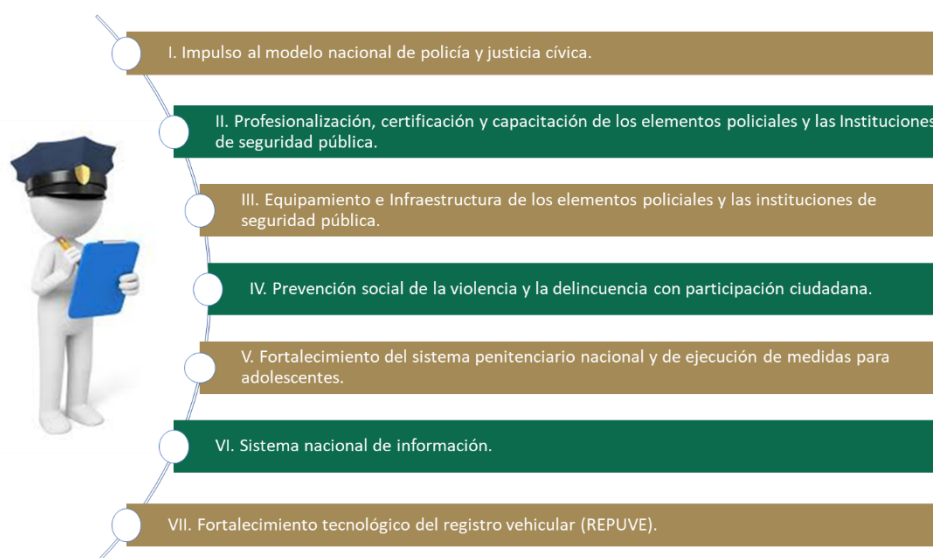 I. Impulso al modelo nacional de policía y justicia cívica.
II. Profesionalización, certificación y capacitación de los elementos policiales y las Instituciones
de seguridad pública.
III. Equipamiento e Infraestructura de los elementos policiales y las instituciones de
seguridad pública.
IV. Prevención social de la violencia y la delincuencia con participación ciudadana.
V. Fortalecimiento del sistema penitenciario nacional y de ejecución de medidas para
adolescentes.
VI. Sistema nacional de información.
VII. Fortalecimiento tecnológico del registro vehicular (REPUVE).